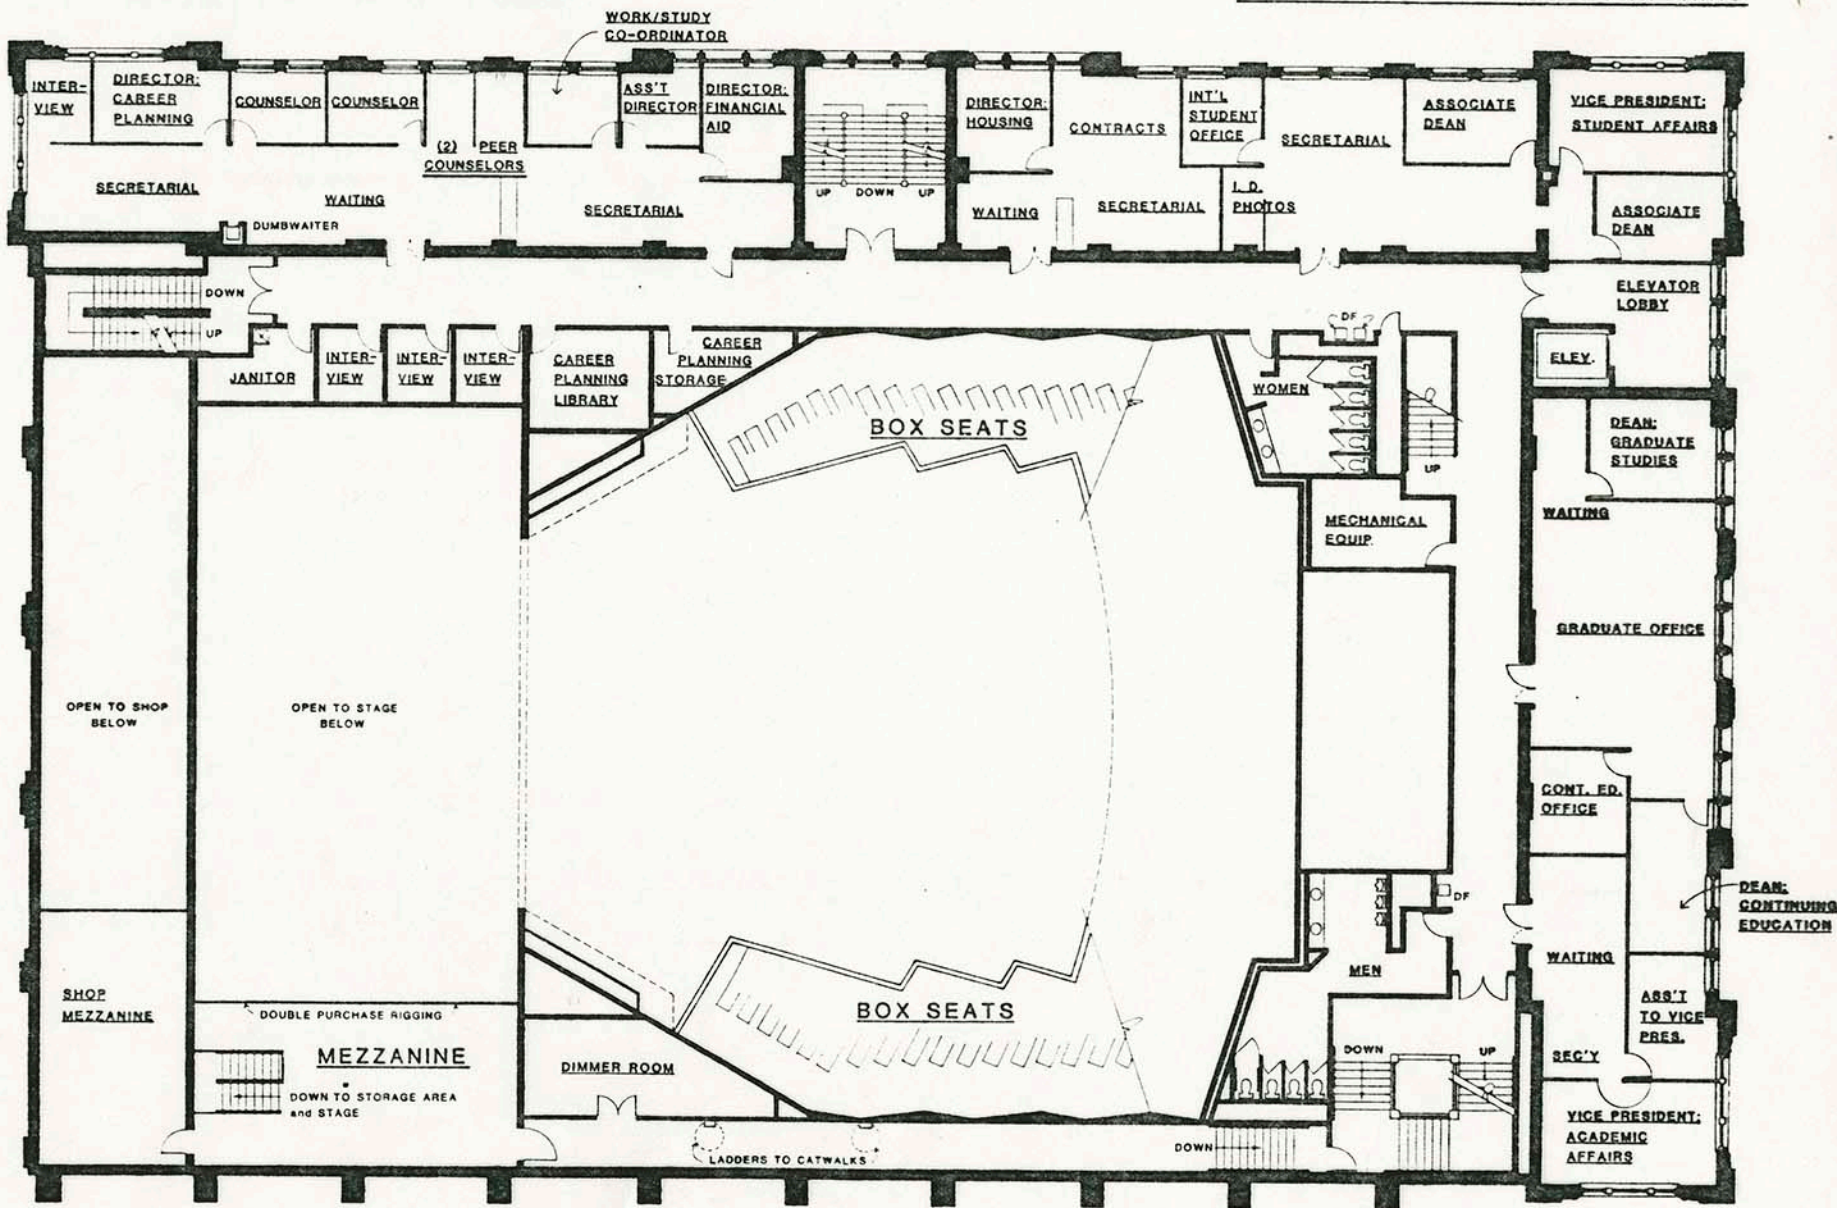 WORK/STUDY
CO-ORDINATOR
INTER-
VIEW
DIRECTOR:
CAREER
PLANNING
COUNSELOR
COUNSELOR
(2) PEER
COUNSELORS
ASS'T
DIRECTOR
DIRECTOR:
FINANCIAL
AID
SECRETARIAL
WAITING
DUMBWAITER
SECRETARIAL
UP DOWN UP
DIRECTOR:
HOUSING
CONTRACTS
INT'L
STUDENT
OFFICE
SECRETARIAL
ASSOCIATE
DEAN
VICE PRESIDENT:
STUDENT AFFAIRS
WAITING
SECRETARIAL
I. D.
PHOTOS
ASSOCIATE
DEAN
DOWN
UP
ELEVATOR
LOBBY
ELEV.
JANITOR
INTER-
VIEW
INTER-
VIEW
INTER-
VIEW
CAREER
PLANNING
LIBRARY
CAREER
PLANNING
STORAGE
DF
WOMEN
UP
BOX SEATS
DEAN:
GRADUATE
STUDIES
WAITING
MECHANICAL
EQUIP.
GRADUATE OFFICE
OPEN TO SHOP
BELOW
OPEN TO STAGE
BELOW
CONT. ED.
OFFICE
DEAN:
CONTINUING
EDUCATION
DF
MEN
WAITING
SHOP
MEZZANINE
DOUBLE PURCHASE RIGGING
MEZZANINE
DOWN TO STORAGE AREA
and STAGE
DIMMER ROOM
BOX SEATS
DOWN
UP
ASS'T
TO VICE
PRES.
SEC'Y
LADDERS TO CATWALKS
DOWN
VICE PRESIDENT:
ACADEMIC
AFFAIRS